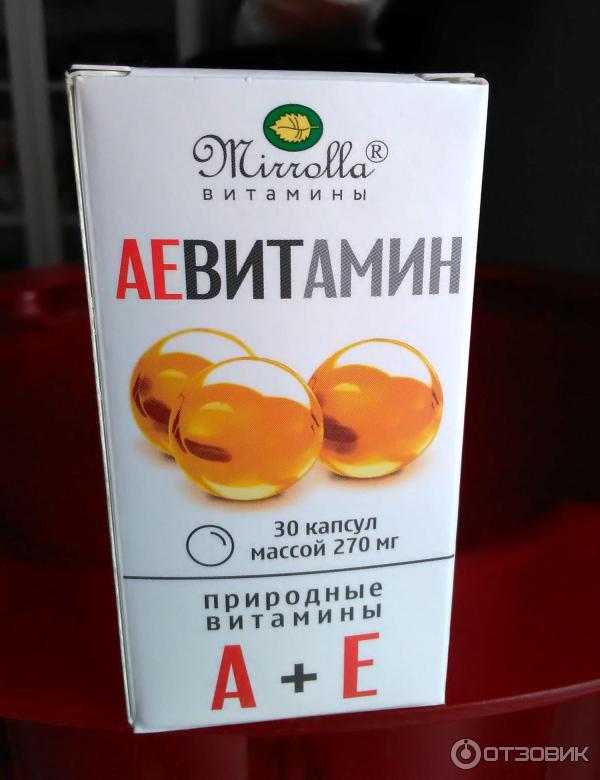 Mirrolla®
витамины
АЕВИТАМИН
30 капсул
массой 270 мг
природные
витамины
А + Е
ОТЗОВИК